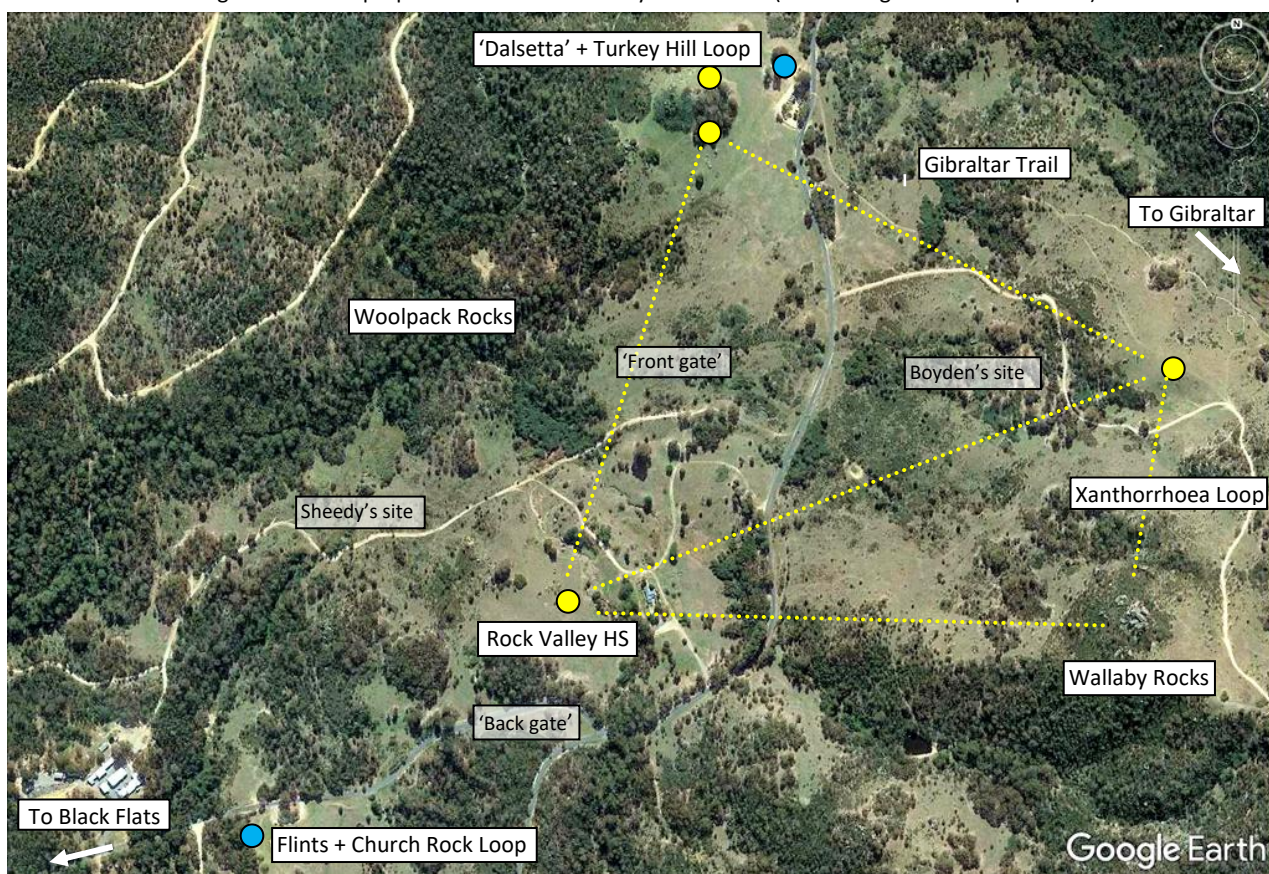 ‘Dalsetta’ + Turkey Hill Loop
N
Gibraltar Trail
To Gibraltar
Woolpack Rocks
‘Front gate’
Boyden’s site
Xanthorrhoea Loop
Sheedy’s site
Rock Valley HS
Wallaby Rocks
‘Back gate’
To Black Flats
Flints + Church Rock Loop
Google Earth